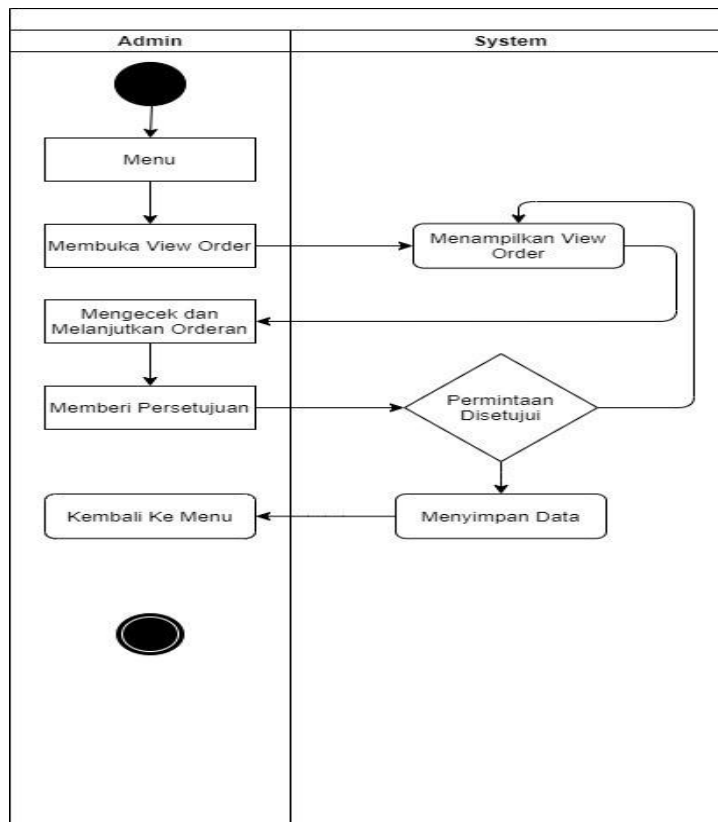 Admin
System
Menu
Membuka View Order
Menampilkan View
Order
Mengecek dan
Melanjutkan Orderan
Memberi Persetujuan
Permintaan
Disetujui
Kembali Ke Menu
Menyimpan Data